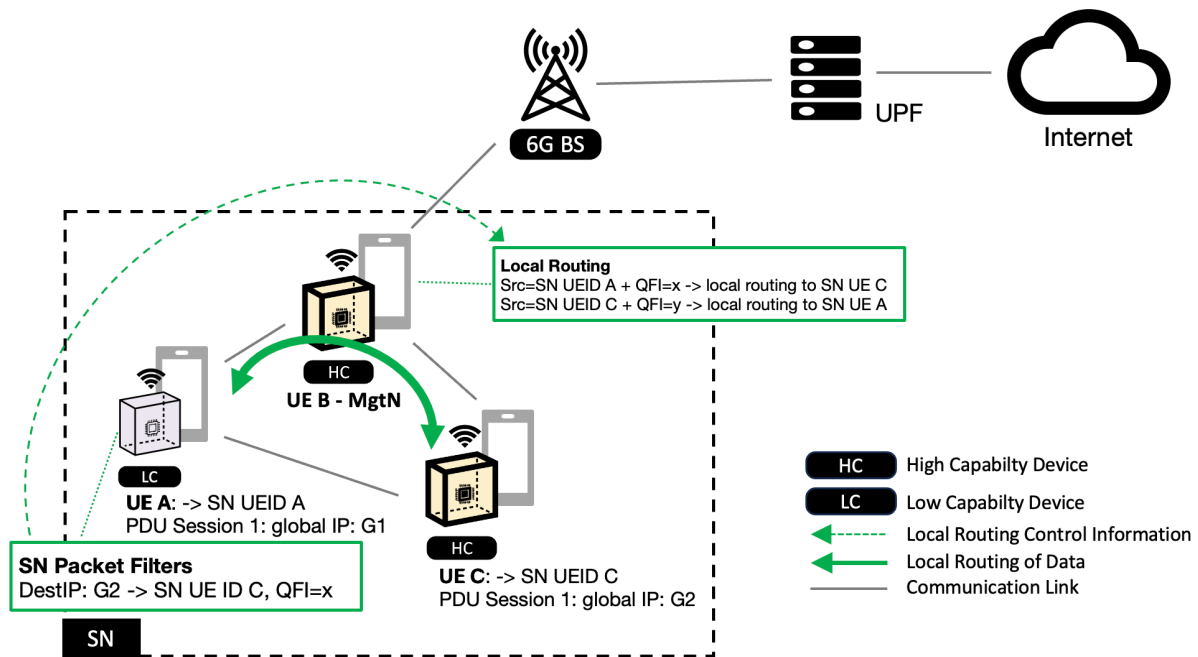 6G BS
UPF
Internet
Local Routing
Src=SN UEID A + QFI=x -> local routing to SN UE C
Src=SN UEID C + QFI=y -> local routing to SN UE A
HC
UE B - MgtN
LC
UE A: -> SN UEID A
PDU Session 1: global IP: G1
HC
UE C: -> SN UEID C
PDU Session 1: global IP: G2
SN Packet Filters
DestIP: G2 -> SN UE ID C, QFI=x
SN
HC High Capabilty Device
LC Low Capabilty Device
Local Routing Control Information
Local Routing of Data
Communication Link